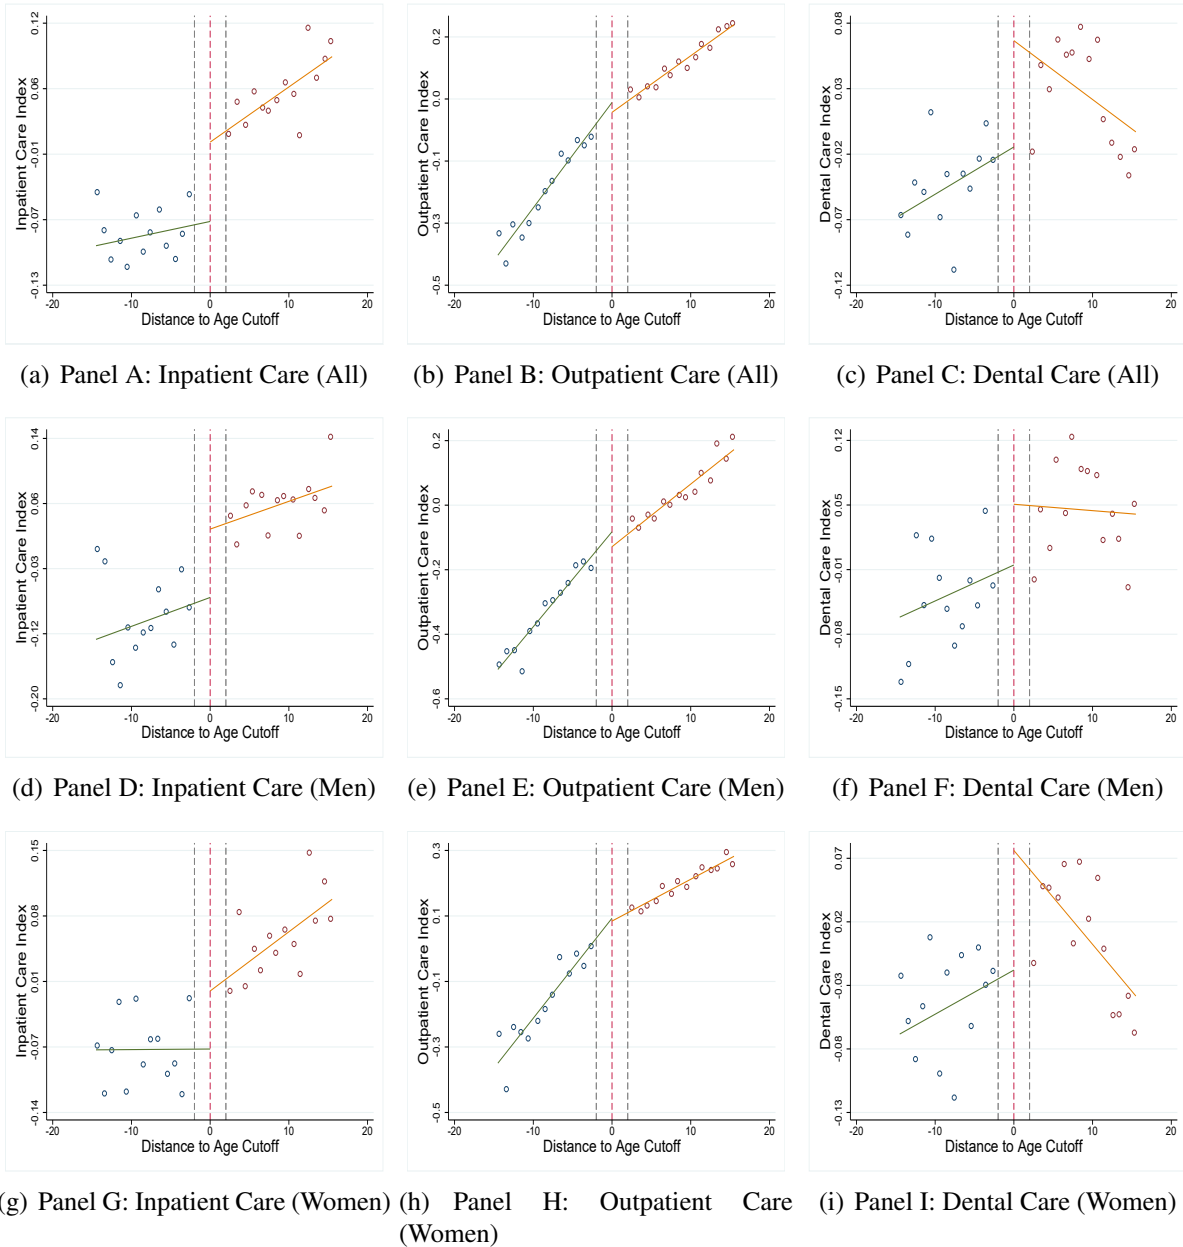 0.12
0.06
-0.01
-0.07
-0.13
Inpatient Care Index
-20 -10 0 10 20
Distance to Age Cutoff
0.2
0.0
-0.1
-0.3
-0.5
Outpatient Care Index
-20 -10 0 10 20
Distance to Age Cutoff
0.08
0.03
-0.02
-0.07
-0.12
Dental Care Index
-20 -10 0 10 20
Distance to Age Cutoff
(a) Panel A: Inpatient Care (All)
(b) Panel B: Outpatient Care (All)
(c) Panel C: Dental Care (All)
0.14
0.06
-0.03
-0.12
-0.20
Inpatient Care Index
-20 -10 0 10 20
Distance to Age Cutoff
0.2
0.0
-0.2
-0.4
-0.6
Outpatient Care Index
-20 -10 0 10 20
Distance to Age Cutoff
0.12
0.05
-0.01
-0.08
-0.15
Dental Care Index
-20 -10 0 10 20
Distance to Age Cutoff
(d) Panel D: Inpatient Care (Men)
(e) Panel E: Outpatient Care (Men)
(f) Panel F: Dental Care (Men)
0.15
0.08
0.01
-0.07
-0.14
Inpatient Care Index
-20 -10 0 10 20
Distance to Age Cutoff
0.3
0.1
-0.1
-0.3
-0.5
Outpatient Care Index
-20 -10 0 10 20
Distance to Age Cutoff
0.07
0.02
-0.03
-0.08
-0.13
Dental Care Index
-20 -10 0 10 20
Distance to Age Cutoff
g) Panel G: Inpatient Care (Women)
(h) Panel H: Outpatient Care
(Women)
(i) Panel I: Dental Care (Women)